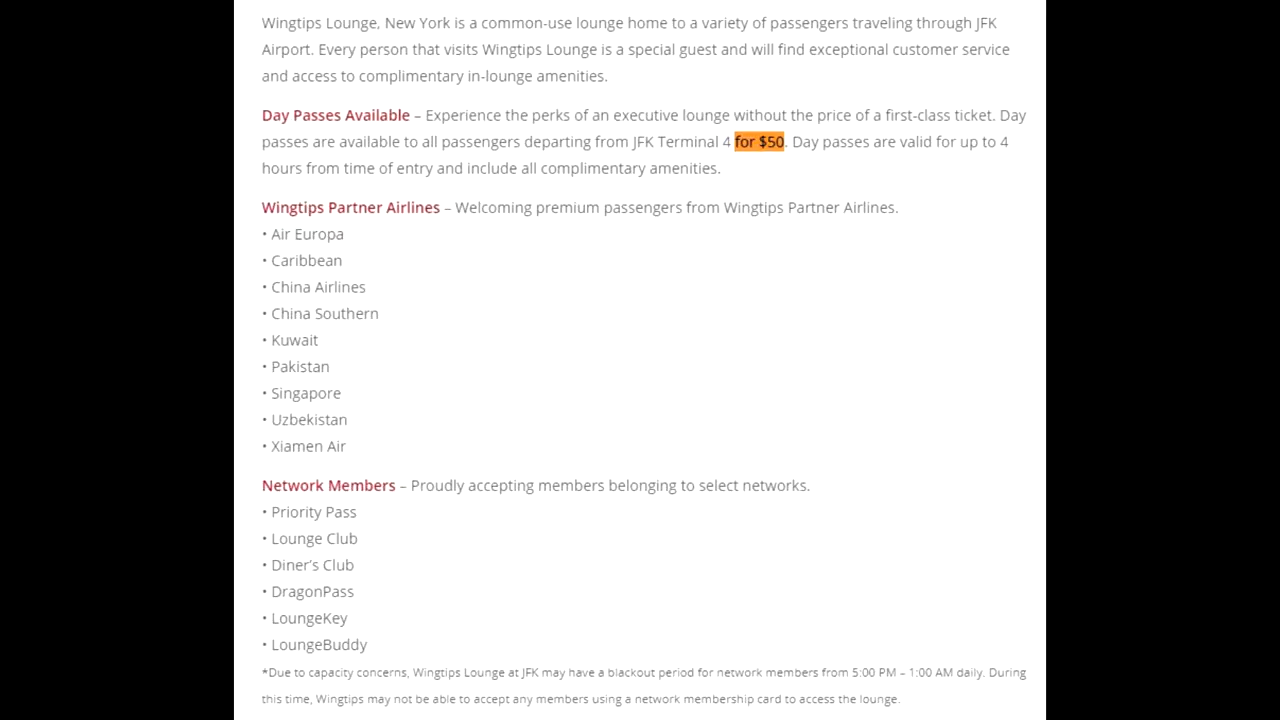 Wingtips Lounge, New York is a common-use lounge home to a variety of passengers traveling through JFK
Airport. Every person that visits Wingtips Lounge is a special guest and will find exceptional customer service
and access to complimentary in-lounge amenities.
Day Passes Available – Experience the perks of an executive lounge without the price of a first-class ticket. Day
passes are available to all passengers departing from JFK Terminal 4 for $50. Day passes are valid for up to 4
hours from time of entry and include all complimentary amenities.
Wingtips Partner Airlines – Welcoming premium passengers from Wingtips Partner Airlines.
• Air Europa
• Caribbean
• China Airlines
• China Southern
• Kuwait
• Pakistan
• Singapore
• Uzbekistan
• Xiamen Air
Network Members – Proudly accepting members belonging to select networks.
• Priority Pass
• Lounge Club
• Diner’s Club
• DragonPass
• LoungeKey
• LoungeBuddy
*Due to capacity concerns, Wingtips Lounge at JFK may have a blackout period for network members from 5:00 PM – 1:00 AM daily. During
this time, Wingtips may not be able to accept any members using a network membership card to access the lounge.